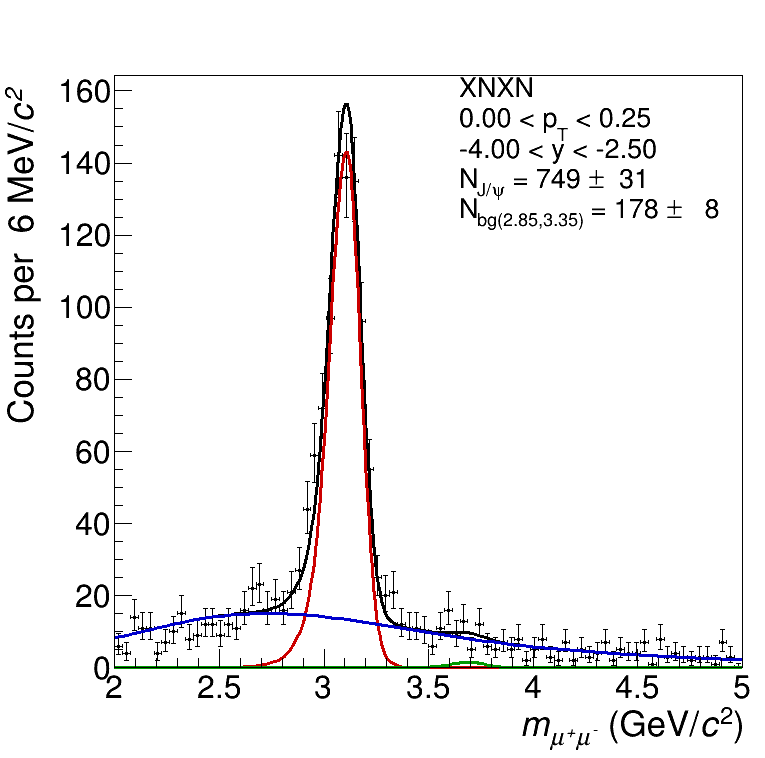 XNXN
0.00 < p_T < 0.25
-4.00 < y < -2.50
N_J/ψ = 749 ± 31
N_bg(2.85,3.35) = 178 ± 8
Counts per 6 MeV/c²
160
140
120
100
80
60
40
20
0
2 2.5 3 3.5 4 4.5 5
m_μ⁺μ⁻ (GeV/c²)